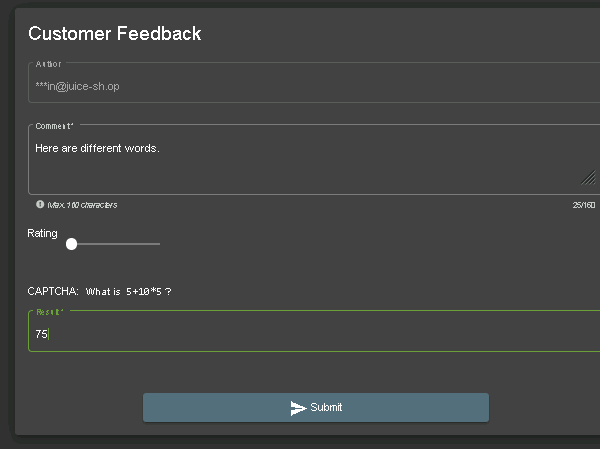 Customer Feedback
Author
***in@juice-sh.op
Comment*
Here are different words.
Max. 160 characters 25/160
Rating
CAPTCHA: What is 5+10*5 ?
Result*
75
Submit